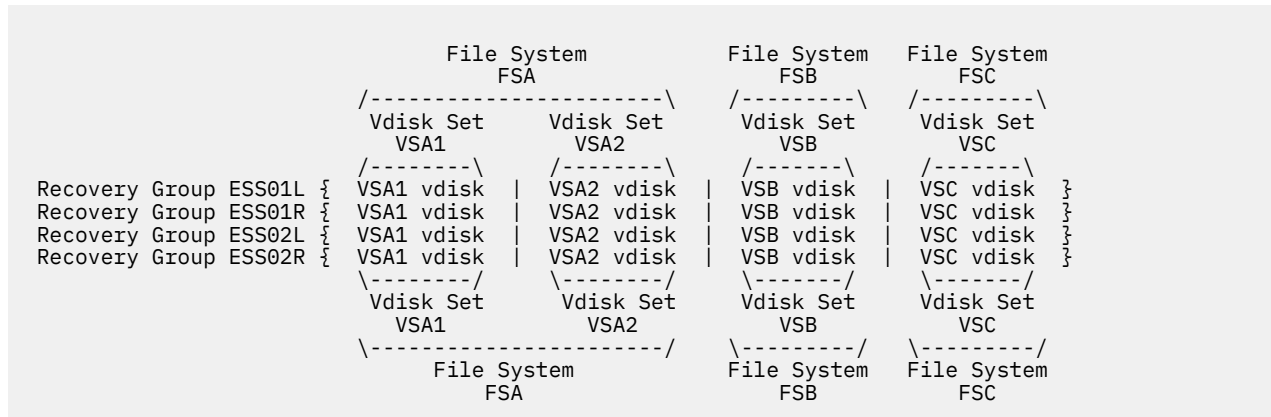 File System           File System   File System
                                    FSA                   FSB           FSC
                         /-----------------------\    /---------\   /---------\
                          Vdisk Set     Vdisk Set      Vdisk Set     Vdisk Set
                            VSA1          VSA2            VSB           VSC
                         /--------\     /--------\     /-------\     /-------\
Recovery Group ESS01L {  VSA1 vdisk  |  VSA2 vdisk  |  VSB vdisk  |  VSC vdisk  }
Recovery Group ESS01R {  VSA1 vdisk  |  VSA2 vdisk  |  VSB vdisk  |  VSC vdisk  }
Recovery Group ESS02L {  VSA1 vdisk  |  VSA2 vdisk  |  VSB vdisk  |  VSC vdisk  }
Recovery Group ESS02R {  VSA1 vdisk  |  VSA2 vdisk  |  VSB vdisk  |  VSC vdisk  }
                         \--------/     \--------/     \-------/     \-------/
                          Vdisk Set      Vdisk Set     Vdisk Set     Vdisk Set
                            VSA1           VSA2           VSB           VSC
                         \-----------------------/    \---------/   \---------/
                               File System            File System   File System
                                   FSA                    FSB           FSC